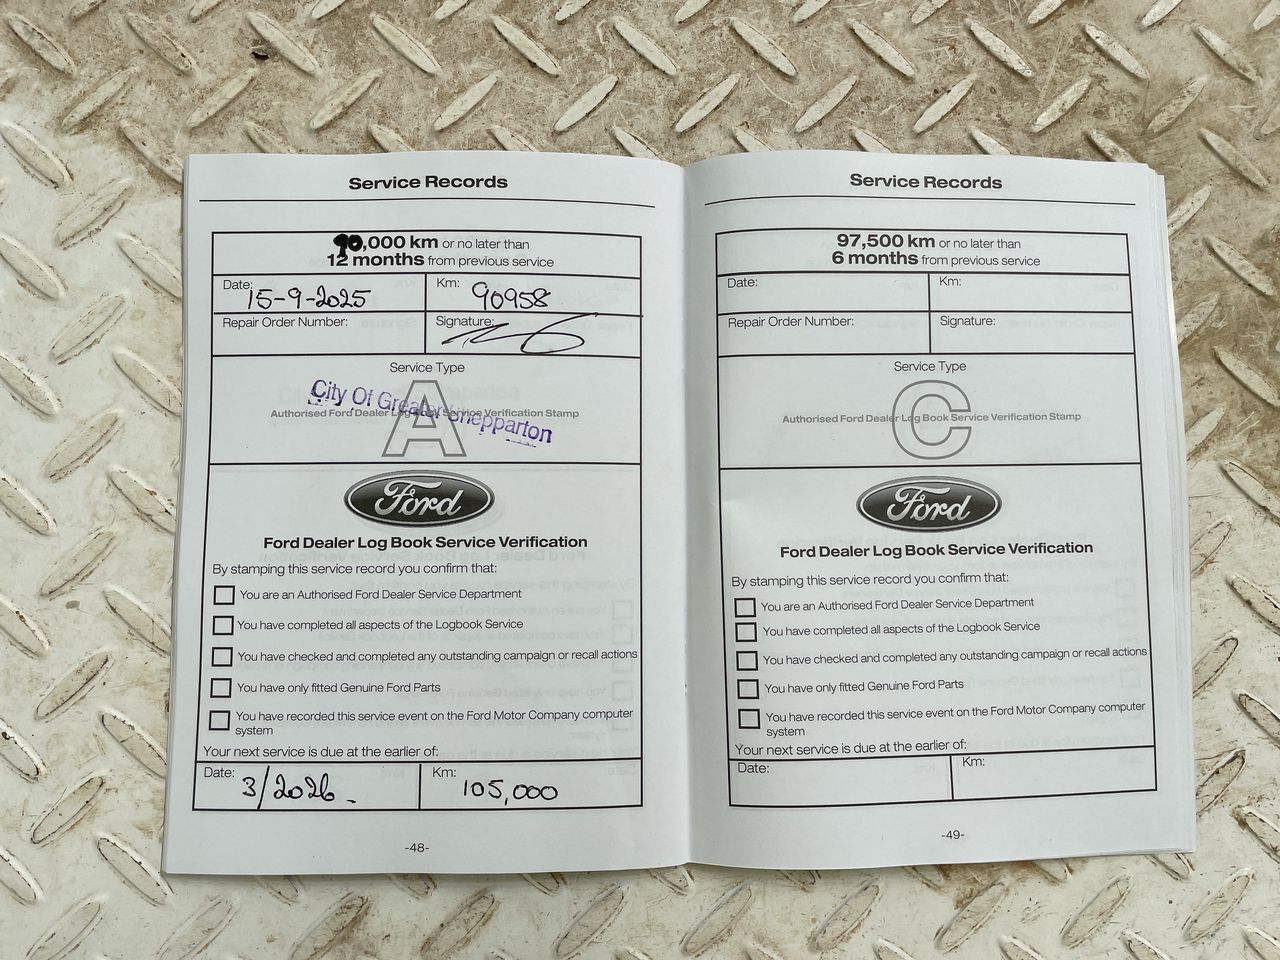 Service Records
90,000 km or no later than
12 months from previous service
Date: 15-9-2025
Km: 90958
Repair Order Number:
Signature:
Service Type
A
City Of Greater Shepparton
Authorised Ford Dealer Log Book Service Verification Stamp
Ford
Ford Dealer Log Book Service Verification
By stamping this service record you confirm that:
You are an Authorised Ford Dealer Service Department
You have completed all aspects of the Logbook Service
You have checked and completed any outstanding campaign or recall actions
You have only fitted Genuine Ford Parts
You have recorded this service event on the Ford Motor Company computer
system
Your next service is due at the earlier of:
Date: 3/2026
Km: 105,000
-48-
Service Records
97,500 km or no later than
6 months from previous service
Date:
Km:
Repair Order Number:
Signature:
Service Type
C
Authorised Ford Dealer Log Book Service Verification Stamp
Ford
Ford Dealer Log Book Service Verification
By stamping this service record you confirm that:
You are an Authorised Ford Dealer Service Department
You have completed all aspects of the Logbook Service
You have checked and completed any outstanding campaign or recall actions
You have only fitted Genuine Ford Parts
You have recorded this service event on the Ford Motor Company computer
system
Your next service is due at the earlier of:
Date:
Km:
-49-